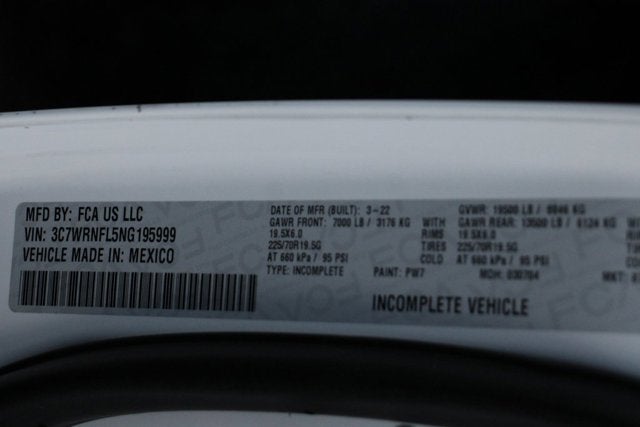 MFD BY: FCA US LLC
VIN: 3C7WRNFL5NG195999
VEHICLE MADE IN: MEXICO
DATE OF MFR (BUILT): 3-22 GVWR: 19500 LB / 8846 KG
GAWR FRONT: 7000 LB / 3176 KG WITH GAWR REAR: 13500 LB / 6124 KG WITH
19.5X6.0 RIMS 19.5X6.0
225/70R19.5G TIRES 225/70R19.5G
AT 660 kPa / 95 PSI COLD AT 660 kPa / 95 PSI
TYPE: INCOMPLETE PAINT: PW7 MDH: 030704 MKT:
INCOMPLETE VEHICLE